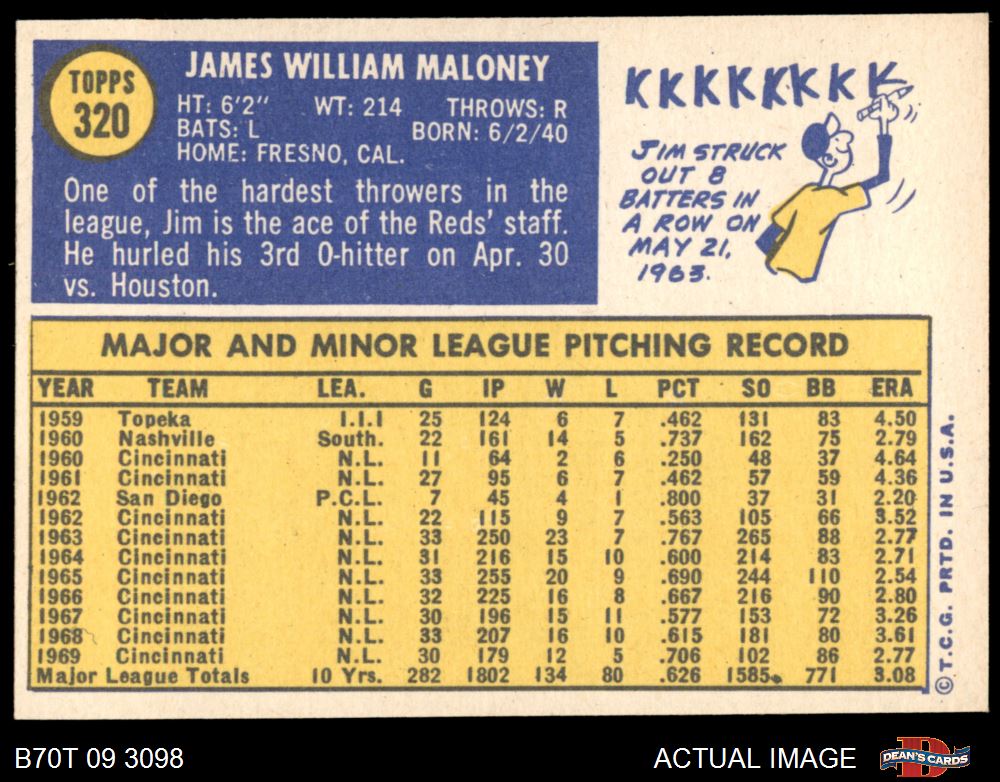 TOPPS
320
JAMES WILLIAM MALONEY
HT: 6'2" WT: 214 THROWS: R
BATS: L BORN: 6/2/40
HOME: FRESNO, CAL.
One of the hardest throwers in the
league, Jim is the ace of the Reds' staff.
He hurled his 3rd 0-hitter on Apr. 30
vs. Houston.
KKKKKKKK
JIM STRUCK
OUT 8
BATTERS IN
A ROW ON
MAY 21,
1963.
MAJOR AND MINOR LEAGUE PITCHING RECORD
YEAR TEAM LEA. G IP W L PCT SO BB ERA
1959 Topeka I.I.I 25 124 6 7 .462 131 83 4.50
1960 Nashville South. 22 161 14 5 .737 162 75 2.79
1960 Cincinnati N.L. 11 64 2 6 .250 48 37 4.64
1961 Cincinnati N.L. 27 95 6 7 .462 57 59 4.36
1962 San Diego P.C.L. 7 45 4 1 .800 37 31 2.20
1962 Cincinnati N.L. 22 115 9 7 .563 105 66 3.52
1963 Cincinnati N.L. 33 250 23 7 .767 265 88 2.77
1964 Cincinnati N.L. 31 216 15 10 .600 214 83 2.71
1965 Cincinnati N.L. 33 255 20 9 .690 244 110 2.54
1966 Cincinnati N.L. 32 225 16 8 .667 216 90 2.80
1967 Cincinnati N.L. 30 196 15 11 .577 153 72 3.26
1968 Cincinnati N.L. 33 207 16 10 .615 181 80 3.61
1969 Cincinnati N.L. 30 179 12 5 .706 102 86 2.77
Major League Totals 10 Yrs. 282 1802 134 80 .626 1585 771 3.08
© T.C.G. PRTD. IN U.S.A.
B70T 09 3098
ACTUAL IMAGE
DEAN'S CARDS